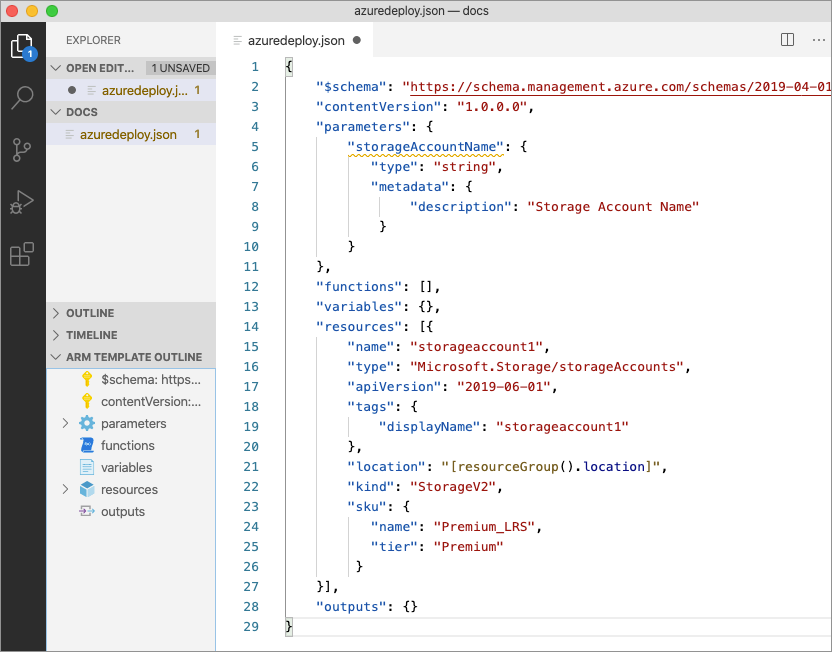 azuredeploy.json — docs
EXPLORER
1
OPEN EDIT... 1 UNSAVED
azuredeploy.j... 1
DOCS
azuredeploy.json 1
OUTLINE
TIMELINE
ARM TEMPLATE OUTLINE
$schema: https...
contentVersion:...
parameters
functions
variables
resources
outputs
azuredeploy.json
1 {
2 "$schema": "https://schema.management.azure.com/schemas/2019-04-01
3 "contentVersion": "1.0.0.0",
4 "parameters": {
5 "storageAccountName": {
6 "type": "string",
7 "metadata": {
8 "description": "Storage Account Name"
9 }
10 }
11 },
12 "functions": [],
13 "variables": {},
14 "resources": [{
15 "name": "storageaccount1",
16 "type": "Microsoft.Storage/storageAccounts",
17 "apiVersion": "2019-06-01",
18 "tags": {
19 "displayName": "storageaccount1"
20 },
21 "location": "[resourceGroup().location]",
22 "kind": "StorageV2",
23 "sku": {
24 "name": "Premium_LRS",
25 "tier": "Premium"
26 }
27 }],
28 "outputs": {}
29 }